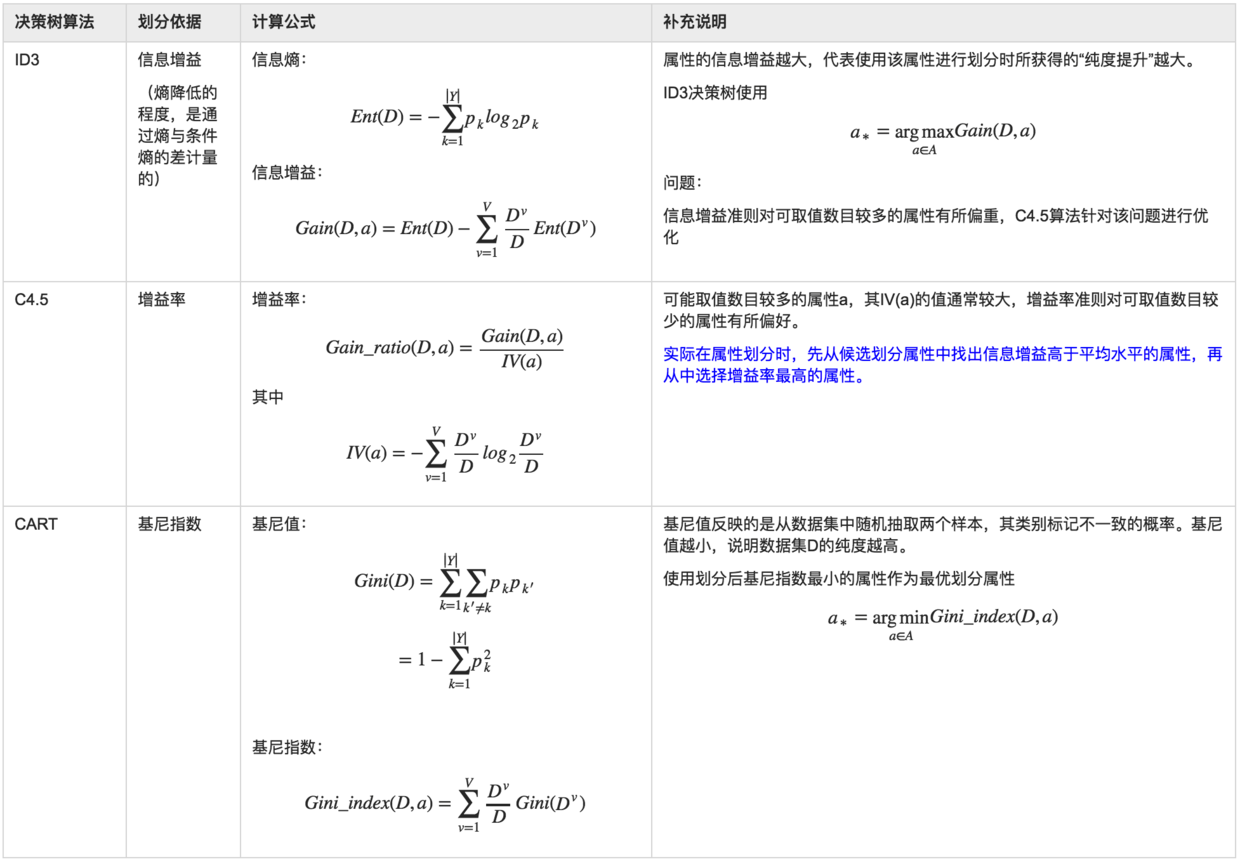 决策树算法 划分依据 计算公式 补充说明
ID3
信息增益
（熵降低的
程度，是通
过熵与条件
熵的差计量
的）
信息熵：
Ent(D) = −∑_{k=1}^{|Y|} p_k log_2 p_k
信息增益：
Gain(D, a) = Ent(D) − ∑_{v=1}^{V} \frac{D^v}{D} Ent(D^v)
属性的信息增益越大，代表使用该属性进行划分时所获得的“纯度提升”越大。
ID3决策树使用
a_* = arg max_{a∈A} Gain(D, a)
问题：
信息增益准则对可取值数目较多的属性有所偏重，C4.5算法针对该问题进行优
化
C4.5
增益率
增益率：
Gain_ratio(D, a) = \frac{Gain(D, a)}{IV(a)}
其中
IV(a) = −∑_{v=1}^{V} \frac{D^v}{D} log_2 \frac{D^v}{D}
可能取值数目较多的属性a，其IV(a)的值通常较大，增益率准则对可取值数目较
少的属性有所偏好。
实际在属性划分时，先从候选划分属性中找出信息增益高于平均水平的属性，再
从中选择增益率最高的属性。
CART
基尼指数
基尼值：
Gini(D) = ∑_{k=1}^{|Y|} ∑_{k'≠k} p_k p_{k'}
= 1 − ∑_{k=1}^{|Y|} p_k^2
基尼指数：
Gini_index(D, a) = ∑_{v=1}^{V} \frac{D^v}{D} Gini(D^v)
基尼值反映的是从数据集中随机抽取两个样本，其类别标记不一致的概率。基尼
值越小，说明数据集D的纯度越高。
使用划分后基尼指数最小的属性作为最优划分属性
a_* = arg min_{a∈A} Gini_index(D, a)